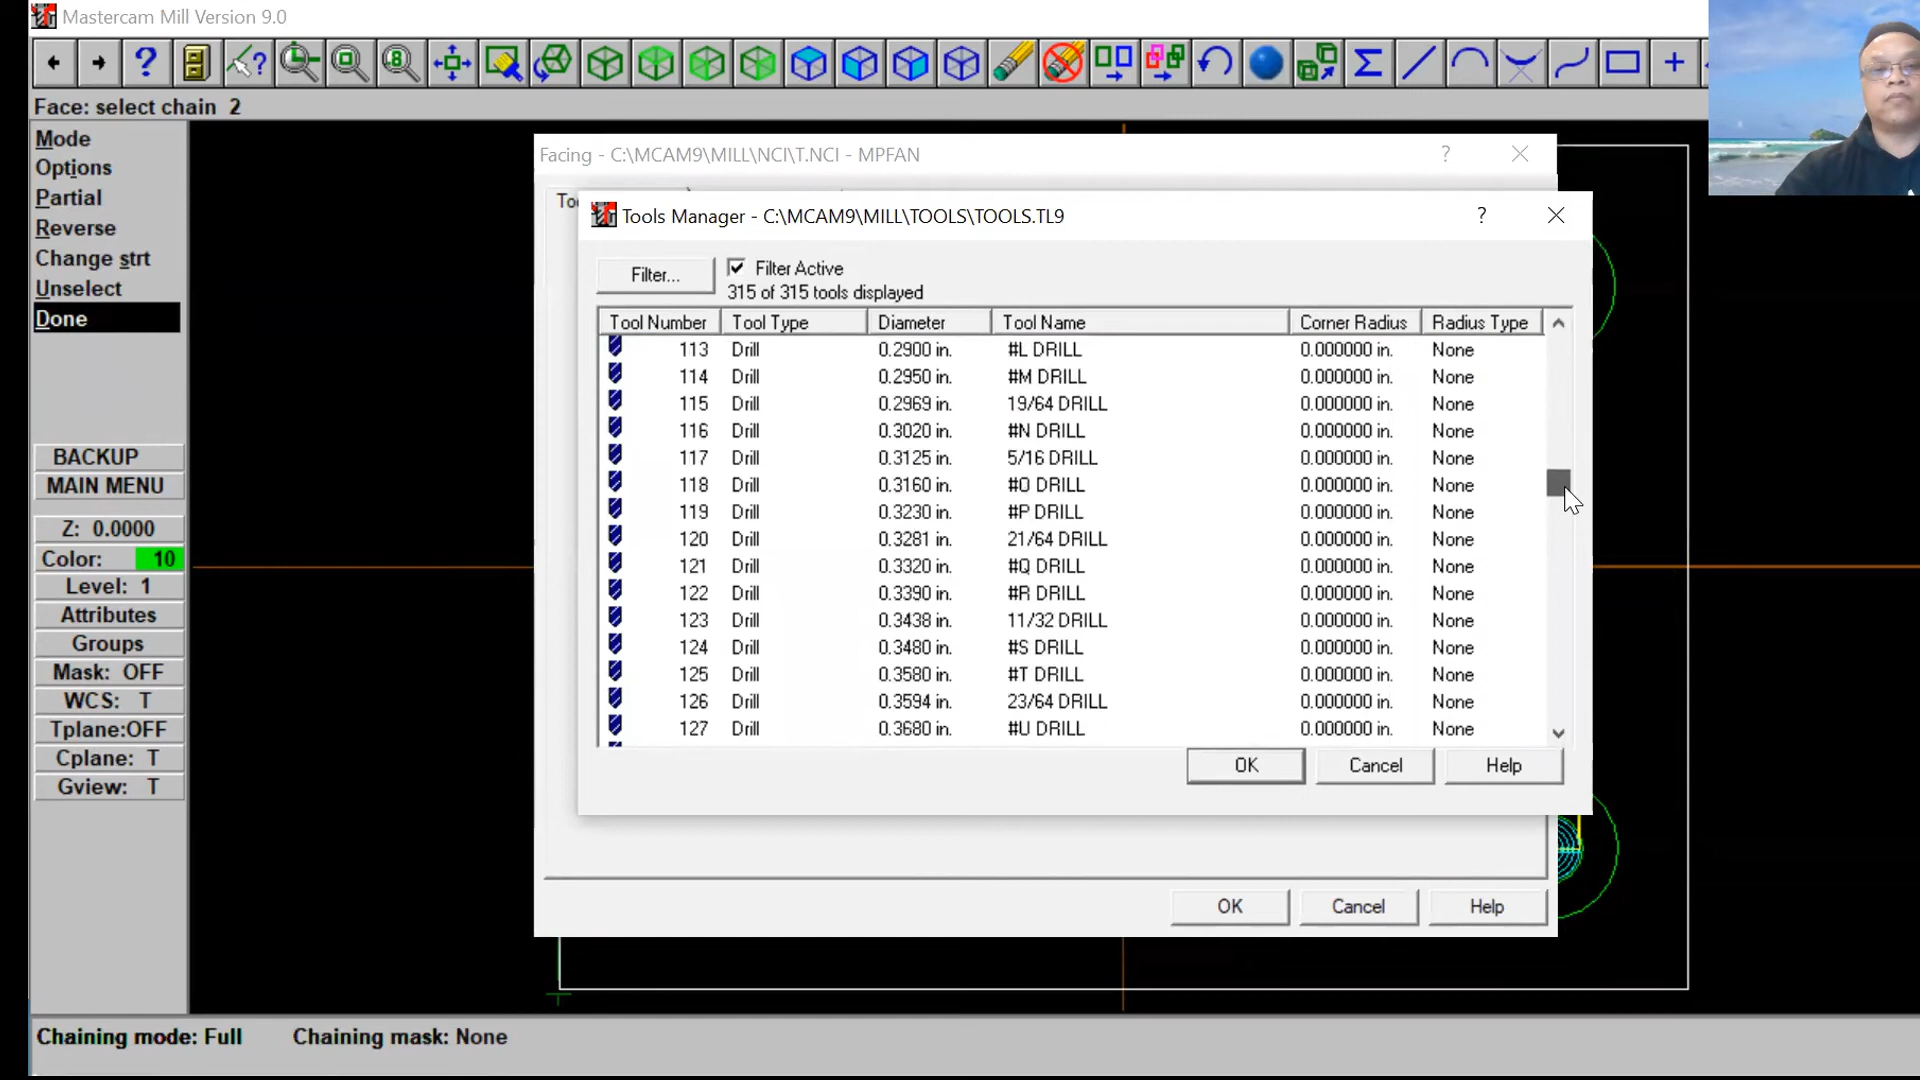 Mastercam Mill Version 9.0
Face: select chain 2
Mode
Options
Partial
Reverse
Change strt
Unselect
Done
BACKUP
MAIN MENU
Z: 0.0000
Color: 10
Level: 1
Attributes
Groups
Mask: OFF
WCS: T
Tplane:OFF
Cplane: T
Gview: T
Facing - C:\MCAM9\MILL\NCI\T.NCI - MPFAN
Tools Manager - C:\MCAM9\MILL\TOOLS\TOOLS.TL9
Filter...
Filter Active
315 of 315 tools displayed
Tool Number Tool Type Diameter Tool Name Corner Radius Radius Type
113 Drill 0.2900 in. #L DRILL 0.000000 in. None
114 Drill 0.2950 in. #M DRILL 0.000000 in. None
115 Drill 0.2969 in. 19/64 DRILL 0.000000 in. None
116 Drill 0.3020 in. #N DRILL 0.000000 in. None
117 Drill 0.3125 in. 5/16 DRILL 0.000000 in. None
118 Drill 0.3160 in. #O DRILL 0.000000 in. None
119 Drill 0.3230 in. #P DRILL 0.000000 in. None
120 Drill 0.3281 in. 21/64 DRILL 0.000000 in. None
121 Drill 0.3320 in. #Q DRILL 0.000000 in. None
122 Drill 0.3390 in. #R DRILL 0.000000 in. None
123 Drill 0.3438 in. 11/32 DRILL 0.000000 in. None
124 Drill 0.3480 in. #S DRILL 0.000000 in. None
125 Drill 0.3580 in. #T DRILL 0.000000 in. None
126 Drill 0.3594 in. 23/64 DRILL 0.000000 in. None
127 Drill 0.3680 in. #U DRILL 0.000000 in. None
OK Cancel Help
OK Cancel Help
Chaining mode: Full Chaining mask: None